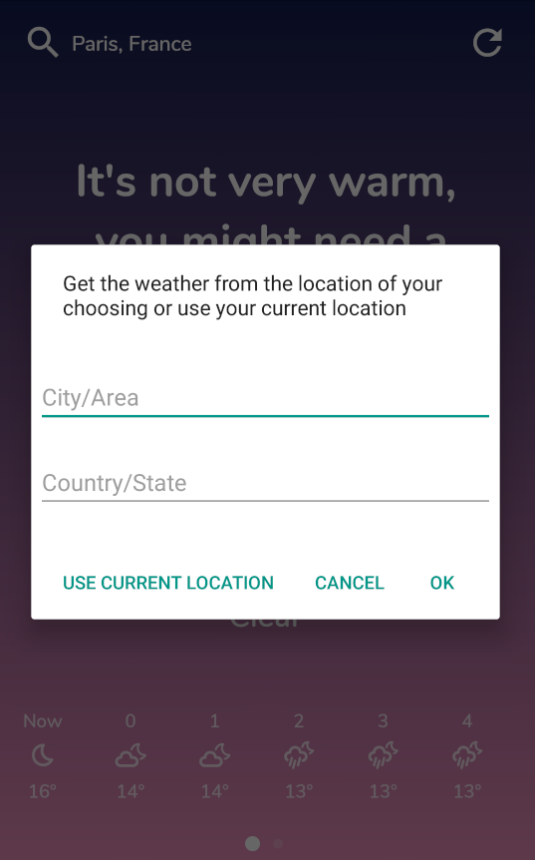 Paris, France
It's not very warm,
you might need a
Get the weather from the location of your
choosing or use your current location
City/Area
Country/State
USE CURRENT LOCATION CANCEL OK
Clear
Now 0 1 2 3 4
16° 14° 14° 13° 13° 13°